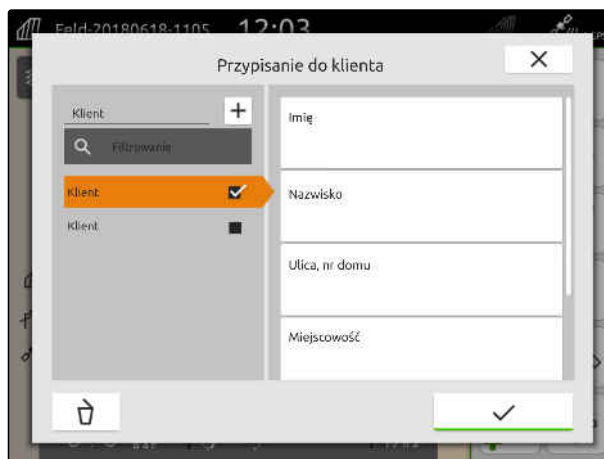 Feld-20180618-1105 12:03
Przypisanie do klienta
Klient
Filtrowanie
Klient
Klient
Imię
Nazwisko
Ulica, nr domu
Miejscowość